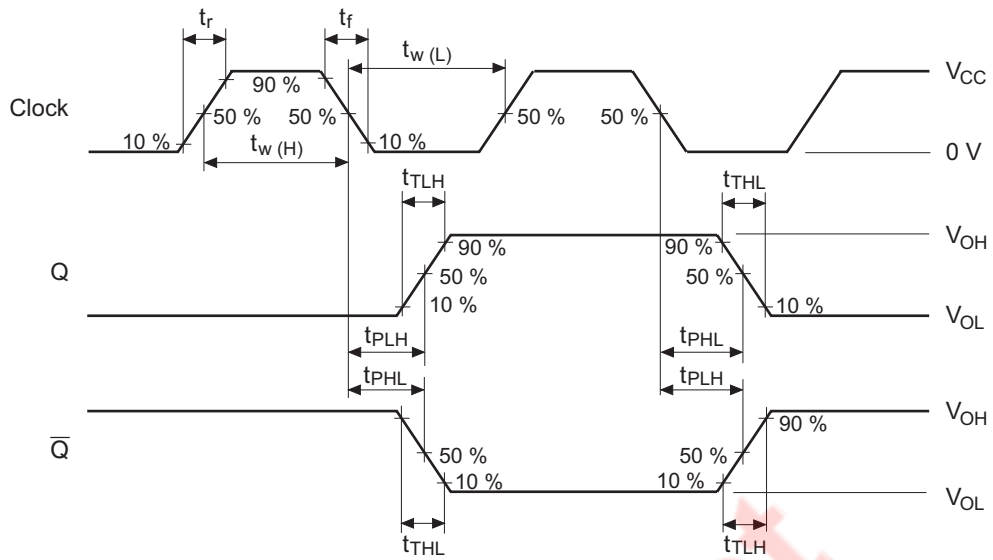 tr
tf
tw (L)
VCC
90 %
Clock
50 %
50 %
50 %
50 %
10 %
10 %
tw (H)
0 V
tTLH
tTHL
VOH
90 %
90 %
Q
50 %
50 %
10 %
10 %
VOL
tPLH
tPHL
tPHL
tPLH
VOH
90 %
Q̅
50 %
50 %
10 %
10 %
VOL
tTHL
tTLH